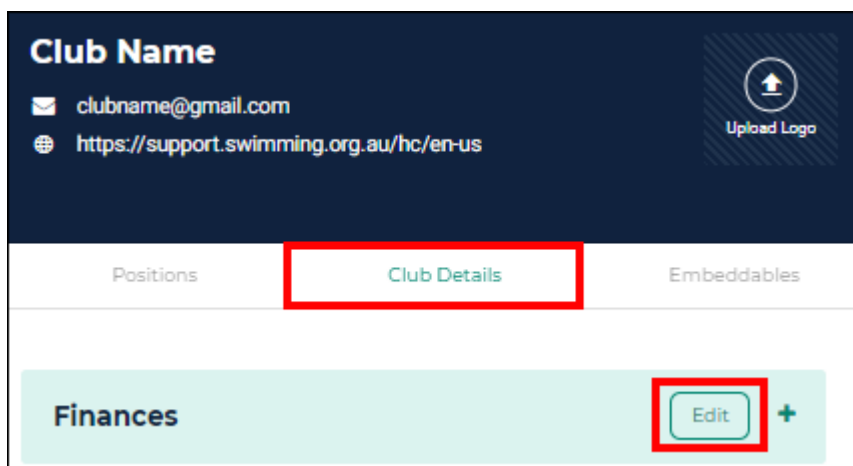 Club Name
clubname@gmail.com
https://support.swimming.org.au/hc/en-us
Upload Logo
Positions
Club Details
Embeddables
Finances
Edit
+